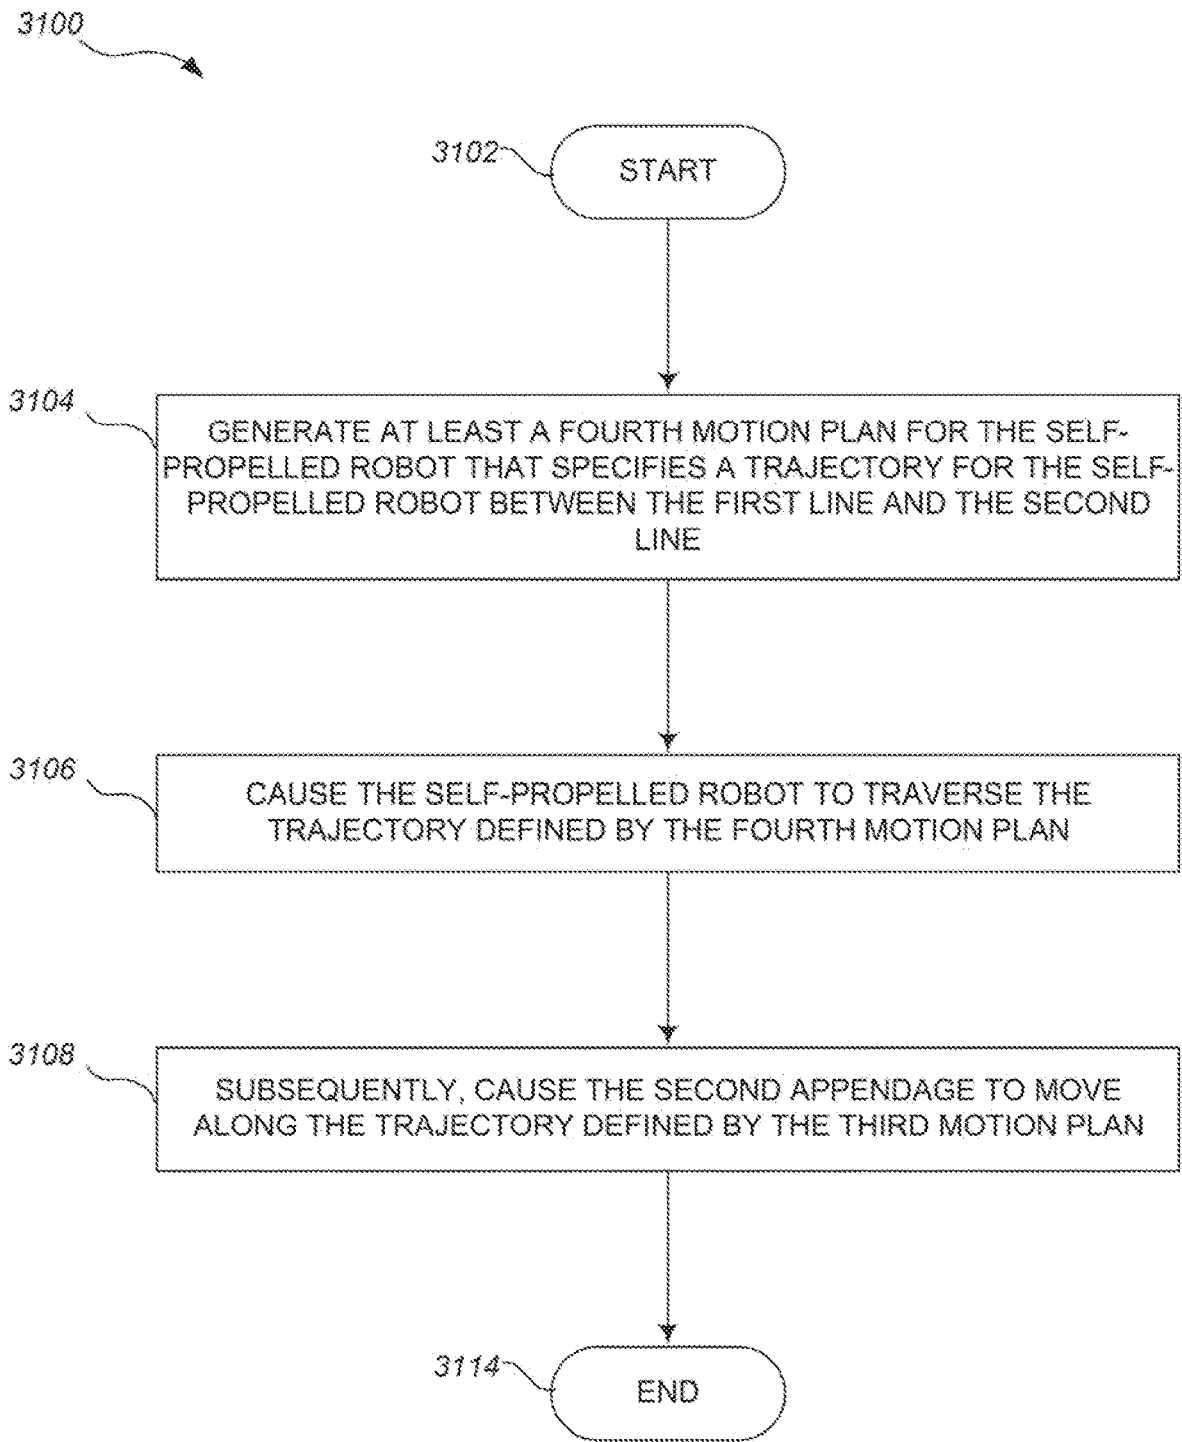 3100
3102
START
3104
GENERATE AT LEAST A FOURTH MOTION PLAN FOR THE SELF-
PROPELLED ROBOT THAT SPECIFIES A TRAJECTORY FOR THE SELF-
PROPELLED ROBOT BETWEEN THE FIRST LINE AND THE SECOND
LINE
3106
CAUSE THE SELF-PROPELLED ROBOT TO TRAVERSE THE
TRAJECTORY DEFINED BY THE FOURTH MOTION PLAN
3108
SUBSEQUENTLY, CAUSE THE SECOND APPENDAGE TO MOVE
ALONG THE TRAJECTORY DEFINED BY THE THIRD MOTION PLAN
3114
END